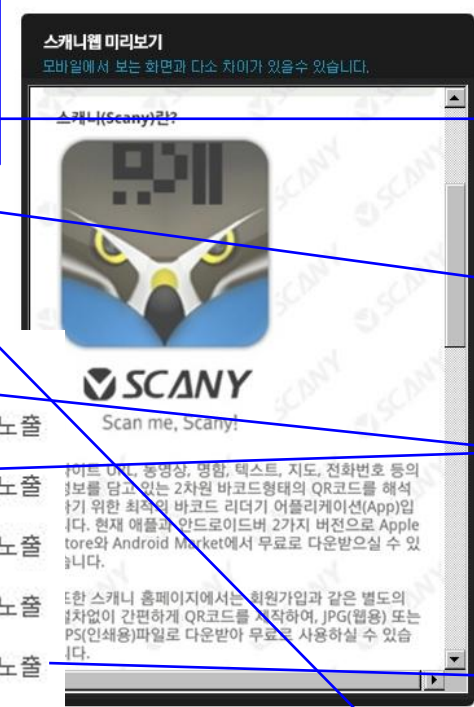 스캐니웹 미리보기
모바일에서 보는 화면과 다소 차이가 있을수 있습니다.
스캐니(Scany)란?
SCANY
Scan me, Scany!
노출
노출
노출
노출
노출
URL, 동영상, 명함, 텍스트, 지도, 전화번호 등의
담고 있는 2차원 바코드형태의 QR코드를 해석
위한 최적의 바코드 리더기 어플리케이션(App)입
현재 애플과 안드로이드버 2가지 버전으로 Apple
Store와 Android Market에서 무료로 다운받으실 수 있
습니다.
또한 스캐니 홈페이지에서는 회원가입과 같은 별도의
절차없이 간편하게 QR코드를 제작하여, JPG(웹용) 또는
EPS(인쇄용)파일로 다운받아 무료로 사용하실 수 있습
니다.
SCANY
SCANY
SCANY
SCANY
SCANY